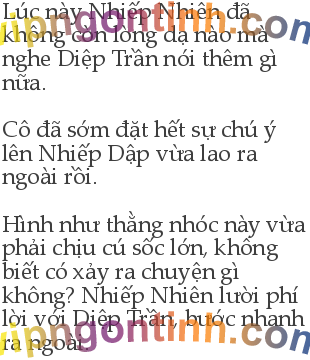 Lúc này Nhiếp Nhiên đã
không còn lòng dạ nào mà
nghe Diệp Trần nói thêm gì
nữa.
Cô đã sớm đặt hết sự chú ý
lên Nhiếp Dập vừa lao ra
ngoài rồi.
Hình như thằng nhóc này vừa
phải chịu cú sốc lớn, không
biết có xảy ra chuyện gì
không? Nhiếp Nhiên lười phí
lời với Diệp Trần, bước nhanh
ra ngoài.
vipngontinh.com
vipngontinh.com